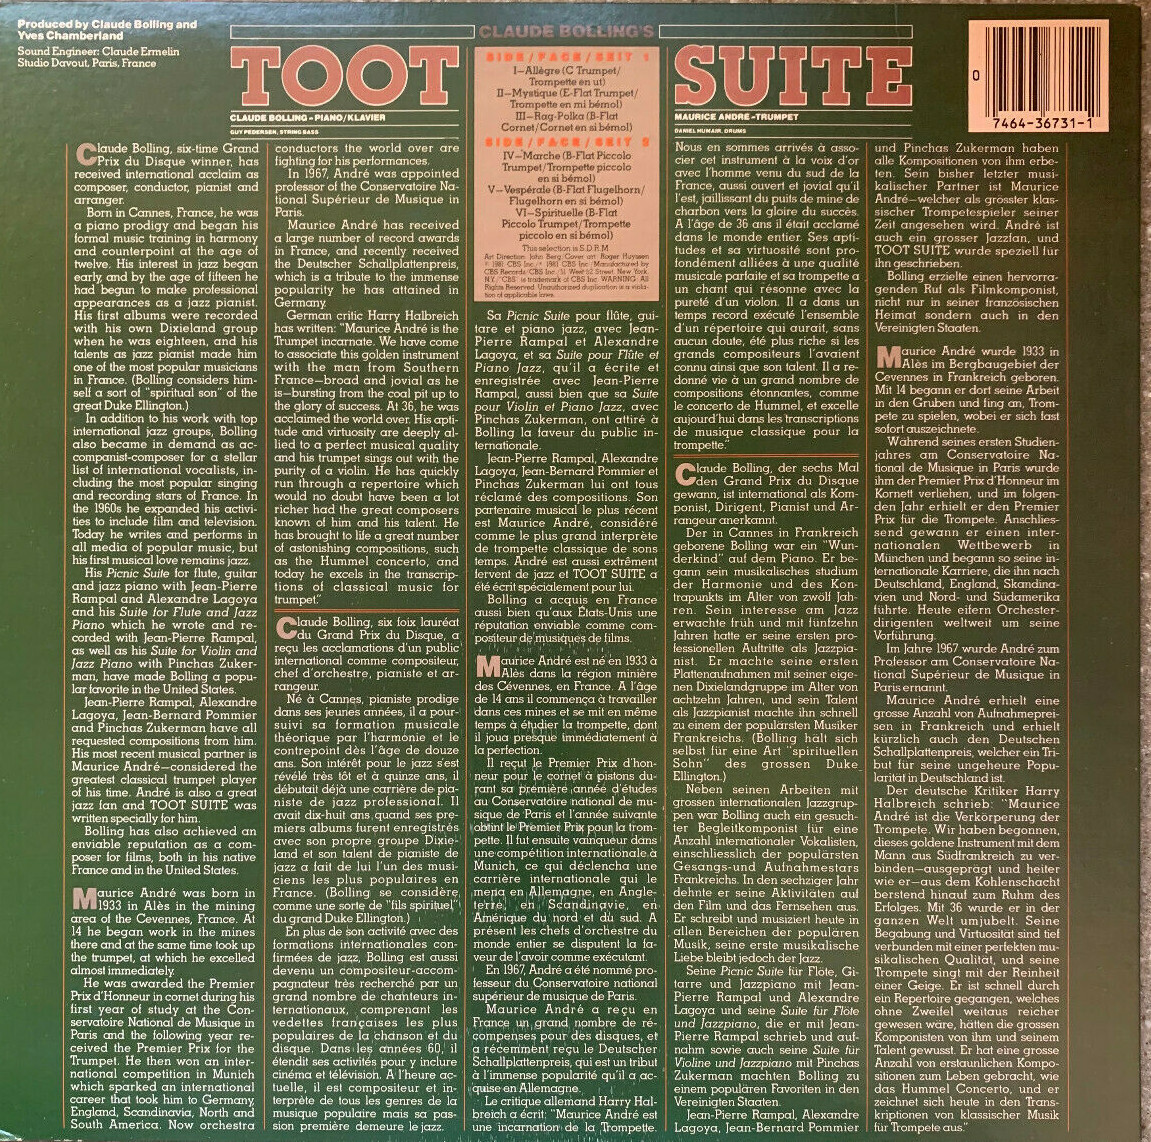 Produced by Claude Bolling and
Yves Chamberland
Sound Engineer: Claude Ermelin
Studio Davout, Paris, France
CLAUDE BOLLING'S
TOOT SUITE
CLAUDE BOLLING-PIANO/KLAVIER
GUY PEDERSEN, STRING BASS
MAURICE ANDRE-TRUMPET
DANIEL HUMAIR, DRUMS
0
7464-36731-1
SIDE/FACE/SEIT 1
I—Allègre (C Trumpet/
Trompette en ut)
II—Mystique (E-Flat Trumpet/
Trompette en mi bémol)
III—Rag-Polka (B-Flat
Cornet/Cornet en si bémol)
SIDE/FACE/SEIT 2
IV—Marche (B-Flat Piccolo
Trumpet/Trompette piccolo
en si bémol)
V—Vespérale (B-Flat Flugelhorn/
Flugelhorn en si bémol)
VI—Spirituelle (B-Flat
Piccolo Trumpet/Trompette
piccolo en si bémol)
This selection is S.D.R.M.
Art Direction: John Berg/Cover art: Roger Huyssen
© 1981 CBS Inc./℗ 1981 CBS Inc./Manufactured by
CBS Records/CBS Inc./51 West 52 Street, New York,
N.Y./"CBS" is trademark of CBS Inc. WARNING: All
Rights Reserved. Unauthorized duplication is a viola-
tion of applicable laws.
Claude Bolling, six-time Grand
Prix du Disque winner, has
received international acclaim as
composer, conductor, pianist and
arranger.
Born in Cannes, France, he was
a piano prodigy and began his
formal music training in harmony
and counterpoint at the age of
twelve. His interest in jazz began
early and by the age of fifteen he
had begun to make professional
appearances as a jazz pianist.
His first albums were recorded
with his own Dixieland group
when he was eighteen, and his
talents as jazz pianist made him
one of the most popular musicians
in France. (Bolling considers him-
self a sort of "spiritual son" of the
great Duke Ellington.)
In addition to his work with top
international jazz groups, Bolling
also became in demand as ac-
companist-composer for a stellar
list of international vocalists, in-
cluding the most popular singing
and recording stars of France. In
the 1960s he expanded his activi-
ties to include film and television.
Today he writes and performs in
all media of popular music, but
his first musical love remains jazz.
His Picnic Suite for flute, guitar
and jazz piano with Jean-Pierre
Rampal and Alexandre Lagoya
and his Suite for Flute and Jazz
Piano which he wrote and re-
corded with Jean-Pierre Rampal,
as well as his Suite for Violin and
Jazz Piano with Pinchas Zuker-
man, have made Bolling a popu-
lar favorite in the United States.
Jean-Pierre Rampal, Alexandre
Lagoya, Jean-Bernard Pommier
and Pinchas Zukerman have all
requested compositions from him.
His most recent musical partner is
Maurice André—considered the
greatest classical trumpet player
of his time. André is also a great
jazz fan and TOOT SUITE was
written specially for him.
Bolling has also achieved an
enviable reputation as a com-
poser for films, both in his native
France and in the United States.
Maurice André was born in
1933 in Alès in the mining
area of the Cevennes, France. At
14 he began work in the mines
there and at the same time took up
the trumpet, at which he excelled
almost immediately.
He was awarded the Premier
Prix d'Honneur in cornet during his
first year of study at the Con-
servatoire National de Musique in
Paris and the following year re-
ceived the Premier Prix for the
Trumpet. He then won an inter-
national competition in Munich
which sparked an international
career that took him to Germany,
England, Scandinavia, North and
South America. Now orchestra
conductors the world over are
fighting for his performances.
In 1967, André was appointed
professor of the Conservatoire Na-
tional Supérieur de Musique in
Paris.
Maurice André has received
a large number of record awards
in France, and recently received
the Deutscher Schallplattenpreis,
which is a tribute to the immense
popularity he has attained in
Germany.
German critic Harry Halbreich
has written: "Maurice André is the
Trumpet incarnate. We have come
to associate this golden instrument
with the man from Southern
France—broad and jovial as he
is—bursting from the coal pit up to
the glory of success. At 36, he was
acclaimed the world over. His apti-
tude and virtuosity are deeply al-
lied to a perfect musical quality
and his trumpet sings out with the
purity of a violin. He has quickly
run through a repertoire which
would no doubt have been a lot
richer had the great composers
known of him and his talent. He
has brought to life a great number
of astonishing compositions, such
as the Hummel concerto, and
today he excels in the transcrip-
tions of classical music for
trumpet."
Claude Bolling, six foix lauréat
du Grand Prix du Disque, a
reçu les acclamations d'un public
international comme compositeur,
chef d'orchestre, pianiste et ar-
rangeur.
Né à Cannes, pianiste prodige
dans ses jeunes années, il a pour-
suivi sa formation musicale
théorique par l'harmonie et le
contrepoint dès l'âge de douze
ans. Son intérêt pour le jazz s'est
révélé très tôt et à quinze ans, il
débutait déjà une carrière de pia-
niste de jazz professional. Il
avait dix-huit ans quand ses pre-
miers albums furent enregistrés
avec son propre groupe Dixie-
land et son talent de pianiste de
jazz a fait de lui l'un des musi-
ciens les plus populaires en
France. (Bolling se considère,
comme une sorte de "fils spirituel"
du grand Duke Ellington.)
En plus de son activité avec des
formations internationales con-
firmées de jazz, Bolling est aussi
devenu un compositeur-accom-
pagnateur très recherché par un
grand nombre de chanteurs in-
ternationaux, comprenant les
vedettes françaises les plus
populaires de la chanson et du
disque. Dans les années 60, il
étendit ses activités pour y inclure
cinéma et télévision. A l'heure ac-
tuelle, il est compositeur et in-
terprète de tous les genres de la
musique populaire mais sa pas-
sion première demeure le jazz.
Sa Picnic Suite pour flûte, gui-
tare et piano jazz, avec Jean-
Pierre Rampal et Alexandre
Lagoya, et sa Suite pour Flûte et
Piano Jazz, qu'il a écrite et
enregistrée avec Jean-Pierre
Rampal, aussi bien que sa Suite
pour Violon et Piano Jazz, avec
Pinchas Zukerman, ont attiré à
Bolling la faveur du public in-
ternationale.
Jean-Pierre Rampal, Alexandre
Lagoya, Jean-Bernard Pommier et
Pinchas Zukerman lui ont tous
réclamé des compositions. Son
partenaire musical le plus récent
est Maurice André, considéré
comme le plus grand interprète
de trompette classique de sons
temps. André est aussi extrêment
fervent de jazz et TOOT SUITE a
été écrit spécialement pour lui.
Bolling a acquis en France
aussi bien qu'aux États-Unis une
réputation enviable comme com-
positeur de musiques de films.
Maurice André est né en 1933 à
Alès dans la région minière
des Cévennes, en France. A l'âge
de 14 ans il commença à travailler
dans ces mines et se mit en même
temps à étudier la trompette, dont
il joua presque immédiatement à
la perfection.
Il reçut le Premier Prix d'hon-
neur pour le cornet à pistons du-
rant sa première année d'études
au Conservatoire national de mu-
sique de Paris et l'année suivante
obtint le Premier Prix pour la trom-
pette. Il fut ensuite vainqueur dans
une compétition internationale à
Munich, ce qui déclencha une
carrière internationale qui le
mena en Allemagne, en Angle-
terre, en Scandinavie, en
Amérique du nord et du sud. A
présent les chefs d'orchestre du
monde entier se disputent la fa-
veur de l'avoir comme exécutant.
En 1967, André a été nommé pro-
fesseur du Conservatoire national
supérieur de musique de Paris.
Maurice André a reçu en
France un grand nombre de ré-
compenses pour des disques, et
a récemment reçu le Deutscher
Schallplattenpreis, qui est un tribut
à l'immense popularité qu'il a ac-
quise en Allemagne.
Le critique allemand Harry Hal-
breich a écrit: "Maurice André est
une incarnation de la Trompette.
Nous en sommes arrivés à asso-
cier cet instrument à la voix d'or
avec l'homme venu du sud de la
France, aussi ouvert et jovial qu'il
l'est, jaillissant du puits de mine de
charbon vers la gloire du succès.
A l'âge de 36 ans il était acclamé
dans le monde entier. Ses apti-
tudes et sa virtuosité sont pro-
fondément alliées à une qualité
musicale parfaite et sa trompette a
un chant qui résonne avec la
pureté d'un violon. Il a dans un
temps record exécuté l'ensemble
d'un répertoire qui aurait, sans
aucun doute, été plus riche si les
grands compositeurs l'avaient
connu ainsi que son talent. Il a re-
donné vie à un grand nombre de
compositions étonnantes, comme
le concerto de Hummel, et excelle
aujourd'hui dans les transcriptions
de musique classique pour la
trompette."
Claude Bolling, der sechs Mal
den Grand Prix du Disque
gewann, ist international als Kom-
ponist, Dirigent, Pianist und Ar-
rangeur anerkannt.
Der in Cannes in Frankreich
geborene Bolling war ein "Wun-
derkind" auf dem Piano. Er be-
gann sein musikalisches studium
der Harmonie und des Kon-
trapunkts im Alter von zwölf Jah-
ren. Sein interesse am Jazz
erwachte früh und mit fünfzehn
Jahren hatte er seine ersten pro-
fessionellen Auftritte als Jazzpia-
nist. Er machte seine ersten
Plattenaufnahmen mit seiner eige-
nen Dixielandgruppe im Alter von
achtzehn Jahren, und sein Talent
als Jazzpianist machte ihn schnell
zu einem der populärsten Musiker
Frankreichs. (Bolling hält sich
selbst für eine Art "spirituellen
Sohn" des grossen Duke
Ellington.)
Neben seinen Arbeiten mit
grossen internationalen Jazzgrup-
pen war Bolling auch ein gesuch-
ter Begleitkomponist für eine
Anzahl internationaler Vokalisten,
einschliesslich der populärsten
Gesangs-und Aufnahmestars
Frankreichs. In den sechziger Jahr
dehnte er seine Aktivitäten auf
den Film und das Fernsehen aus.
Er schreibt und musiziert heute in
allen Bereichen der populären
Musik, seine erste musikalische
Liebe bleibt jedoch der Jazz.
Seine Picnic Suite für Flöte, Gi-
tarre und Jazzpiano mit Jean-
Pierre Rampal und Alexandre
Lagoya und seine Suite für Flöte
und Jazzpiano, die er mit Jean-
Pierre Rampal schrieb und auf-
nahm sowie auch seine Suite für
Violine und Jazzpiano mit Pinchas
Zukerman machten Bolling zu
einem populären Favoriten in den
Vereinigten Staaten.
Jean-Pierre Rampal, Alexandre
Lagoya, Jean-Bernard Pommier
und Pinchas Zukerman haben
alle Kompositionen von ihm erbe-
ten. Sein bisher letzter musi-
kalischer Partner ist Maurice
André—welcher als grösster klas-
sischer Trompetespieler seiner
Zeit angesehen wird. André ist
auch ein grosser Jazzfan, und
TOOT SUITE wurde speziell für
ihn geschrieben.
Bolling erzielte einen hervorra-
genden Ruf als Filmkomponist,
nicht nur in seiner französischen
Heimat sondern auch in den
Vereinigten Staaten.
Maurice André wurde 1933 in
Alès im Bergbaugebiet der
Cevennes in Frankreich geboren.
Mit 14 begann er dort seine Arbeit
in den Gruben und fing an, Trom-
pete zu spielen, wobei er sich fast
sofort auszeichnete.
Während seines ersten Studien-
jahres am Conservatoire Na-
tional de Musique in Paris wurde
ihm der Premier Prix d'Honneur im
Kornett verliehen, und im folgen-
den Jahr erhielt er den Premier
Prix für die Trompete. Anschlies-
send gewann er einen inter-
nationalen Wettbewerb in
München und begann so seine in-
ternationale Karriere, die ihn nach
Deutschland, England, Skandina-
vien und Nord- und Südamerika
führte. Heute eifern Orchester-
dirigenten weltweit um seine
Vorführung.
Im Jahre 1967 wurde André zum
Professor am Conservatoire Na-
tional Supérieur de Musique in
Paris ernannt.
Maurice André erhielt eine
grosse Anzahl von Aufnahmeprei-
sen in Frankreich und erhielt
kürzlich auch den Deutschen
Schallplattenpreis, welcher ein Tri-
but für seine ungeheure Popu-
larität in Deutschland ist.
Der deutsche Kritiker Harry
Halbreich schrieb: "Maurice
André ist die Verkörperung der
Trompete. Wir haben begonnen,
dieses goldene Instrument mit dem
Mann aus Südfrankreich zu ver-
binden—ausgeprägt und heiter
wie er—aus dem Kohlenschacht
berstend hinauf zum Ruhm des
Erfolges. Mit 36 wurde er in der
ganzen Welt umjubelt. Seine
Begabung und Virtuosität sind tief
verbunden mit einer perfekten mu-
sikalischen Qualität, und seine
Trompete singt mit der Reinheit
einer Geige. Er ist schnell durch
ein Repertoire gegangen, welches
ohne Zweifel weitaus reicher
gewesen wäre, hätten die grossen
Komponisten von ihm und seinem
Talent gewusst. Er hat eine grosse
Anzahl von erstaunlichen Kompo-
sitionen zum Leben gebracht, wie
das Hummel Concerto, und er
zeichnet sich heute in den Trans-
kriptionen von klassischer Musik
für Trompete aus."